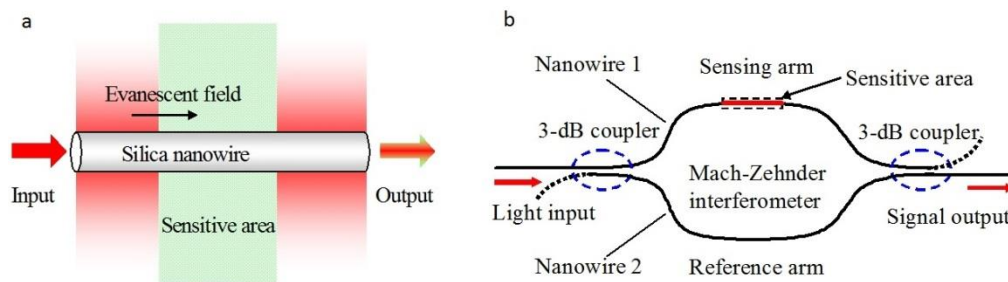 a
Evanescent field
Silica nanowire
Input
Output
Sensitive area
b
Nanowire 1
Sensing arm
Sensitive area
3-dB coupler
3-dB coupler
Mach-Zehnder
interferometer
Light input
Signal output
Nanowire 2
Reference arm